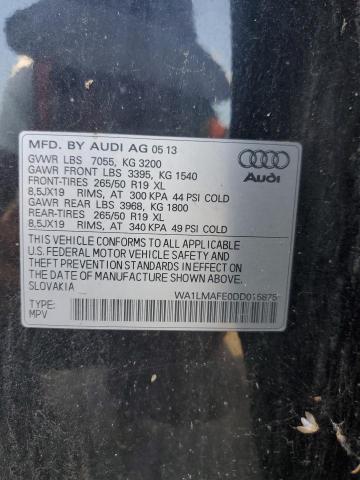 MFD. BY AUDI AG 05 13
GVWR LBS 7055, KG 3200
GAWR FRONT LBS 3395, KG 1540
FRONT-TIRES 265/50 R19 XL
8,5JX19 RIMS, AT 300 KPA 44 PSI COLD
GAWR REAR LBS 3968, KG 1800
REAR-TIRES 265/50 R19 XL
8,5JX19 RIMS, AT 340 KPA 49 PSI COLD
Audi
THIS VEHICLE CONFORMS TO ALL APPLICABLE
U.S. FEDERAL MOTOR VEHICLE SAFETY AND
THEFT PREVENTION STANDARDS IN EFFECT ON
THE DATE OF MANUFACTURE SHOWN ABOVE.
SLOVAKIA
WA1LMAFE0DD015875
TYPE:
MPV